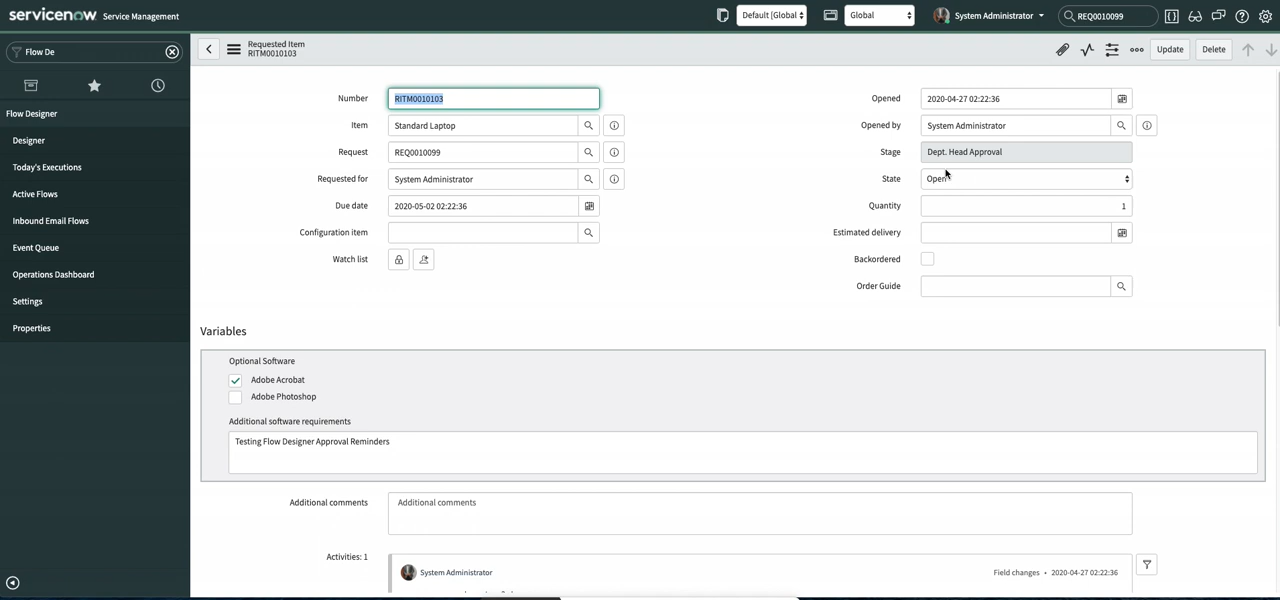 servicenow Service Management
Default [Global
Global
System Administrator
REQ0010099
Flow De
Requested Item
RITM0010103
Update
Delete
Flow Designer
Designer
Today's Executions
Active Flows
Inbound Email Flows
Event Queue
Operations Dashboard
Settings
Properties
Number RITM0010103
Item Standard Laptop
Request REQ0010099
Requested for System Administrator
Due date 2020-05-02 02:22:36
Configuration item
Watch list
Opened 2020-04-27 02:22:36
Opened by System Administrator
Stage Dept. Head Approval
State Open
Quantity 1
Estimated delivery
Backordered
Order Guide
Variables
Optional Software
Adobe Acrobat
Adobe Photoshop
Additional software requirements
Testing Flow Designer Approval Reminders
Additional comments Additional comments
Activities: 1
System Administrator Field changes • 2020-04-27 02:22:36